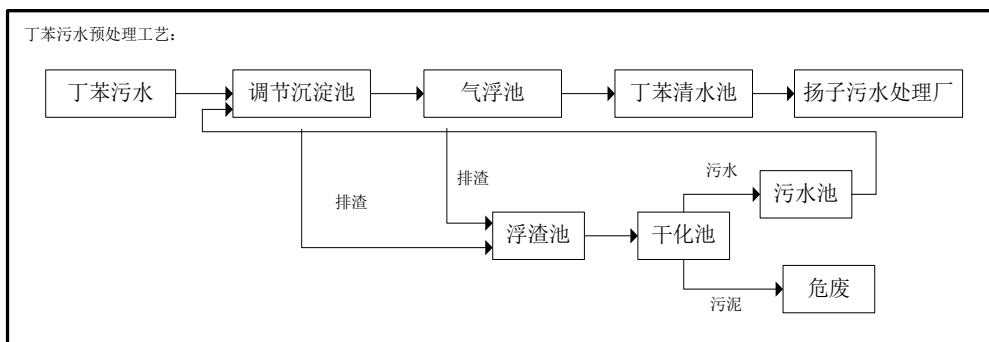 丁苯污水预处理工艺：
丁苯污水
调节沉淀池
气浮池
丁苯清水池
扬子污水处理厂
污水
污水池
排渣
排渣
浮渣池
干化池
污泥
危废